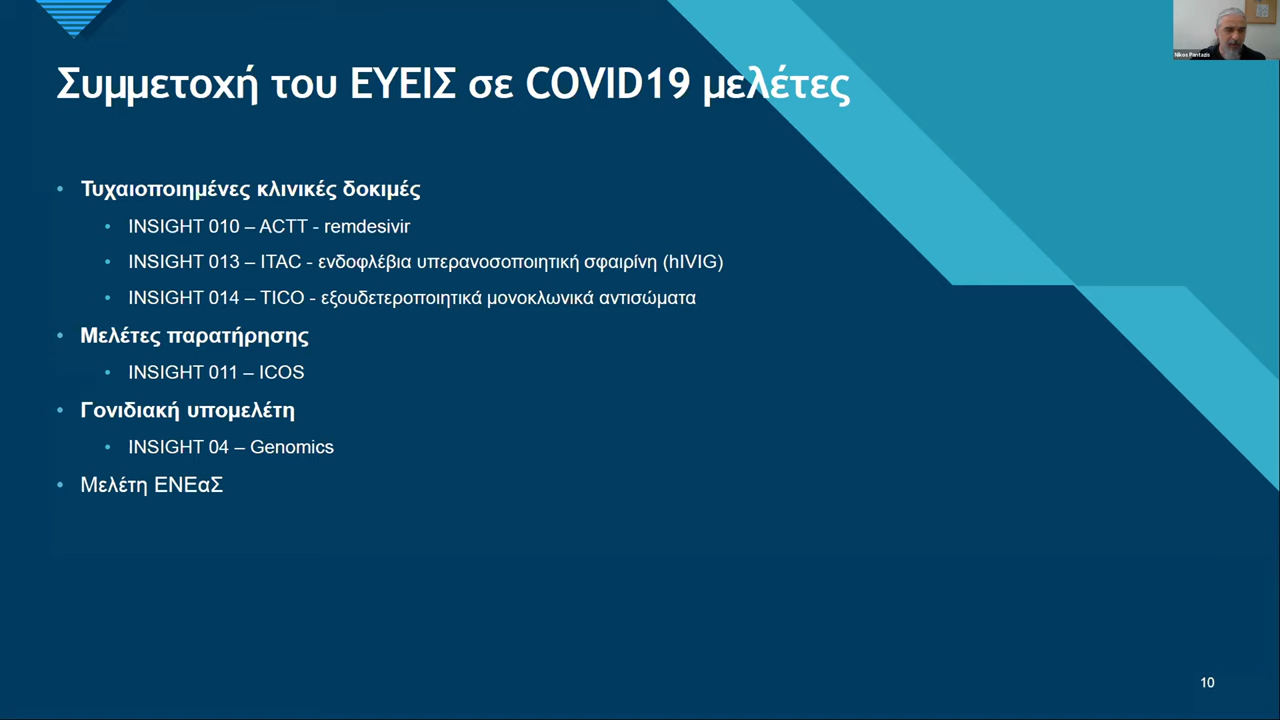 Συμμετοχή του ΕΥΕΙΣ σε COVID19 μελέτες
Nikos Pantazis
• Τυχαιοποιημένες κλινικές δοκιμές
• INSIGHT 010 – ACTT - remdesivir
• INSIGHT 013 – ITAC - ενδοφλέβια υπερανοσοποιητική σφαιρίνη (hIVIG)
• INSIGHT 014 – TICO - εξουδετεροποιητικά μονοκλωνικά αντισώματα
• Μελέτες παρατήρησης
• INSIGHT 011 – ICOS
• Γονιδιακή υπομελέτη
• INSIGHT 04 – Genomics
• Μελέτη ΕΝΕαΣ
10